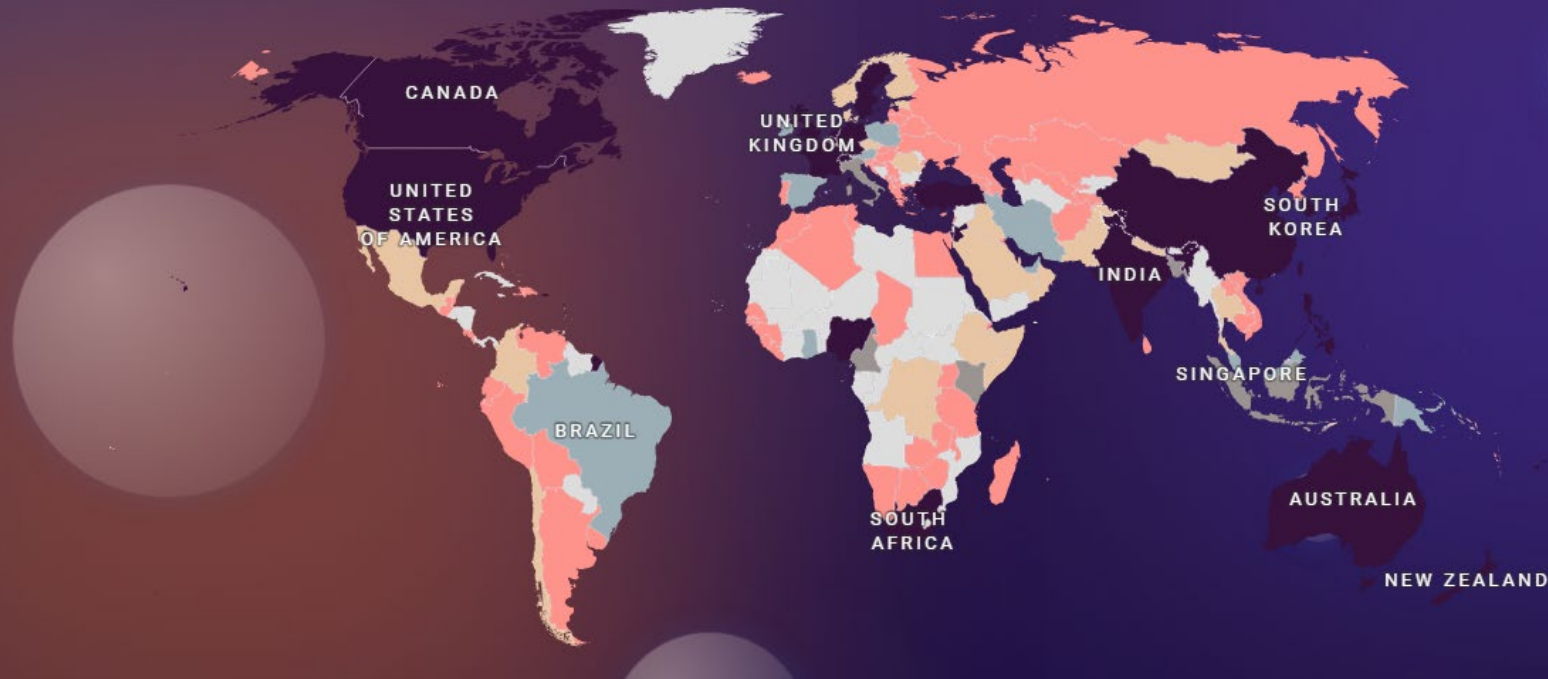 CANADA
UNITED
KINGDOM
UNITED
STATES
OF AMERICA
SOUTH
KOREA
INDIA
SINGAPORE
BRAZIL
AUSTRALIA
SOUTH
AFRICA
NEW ZEALAND